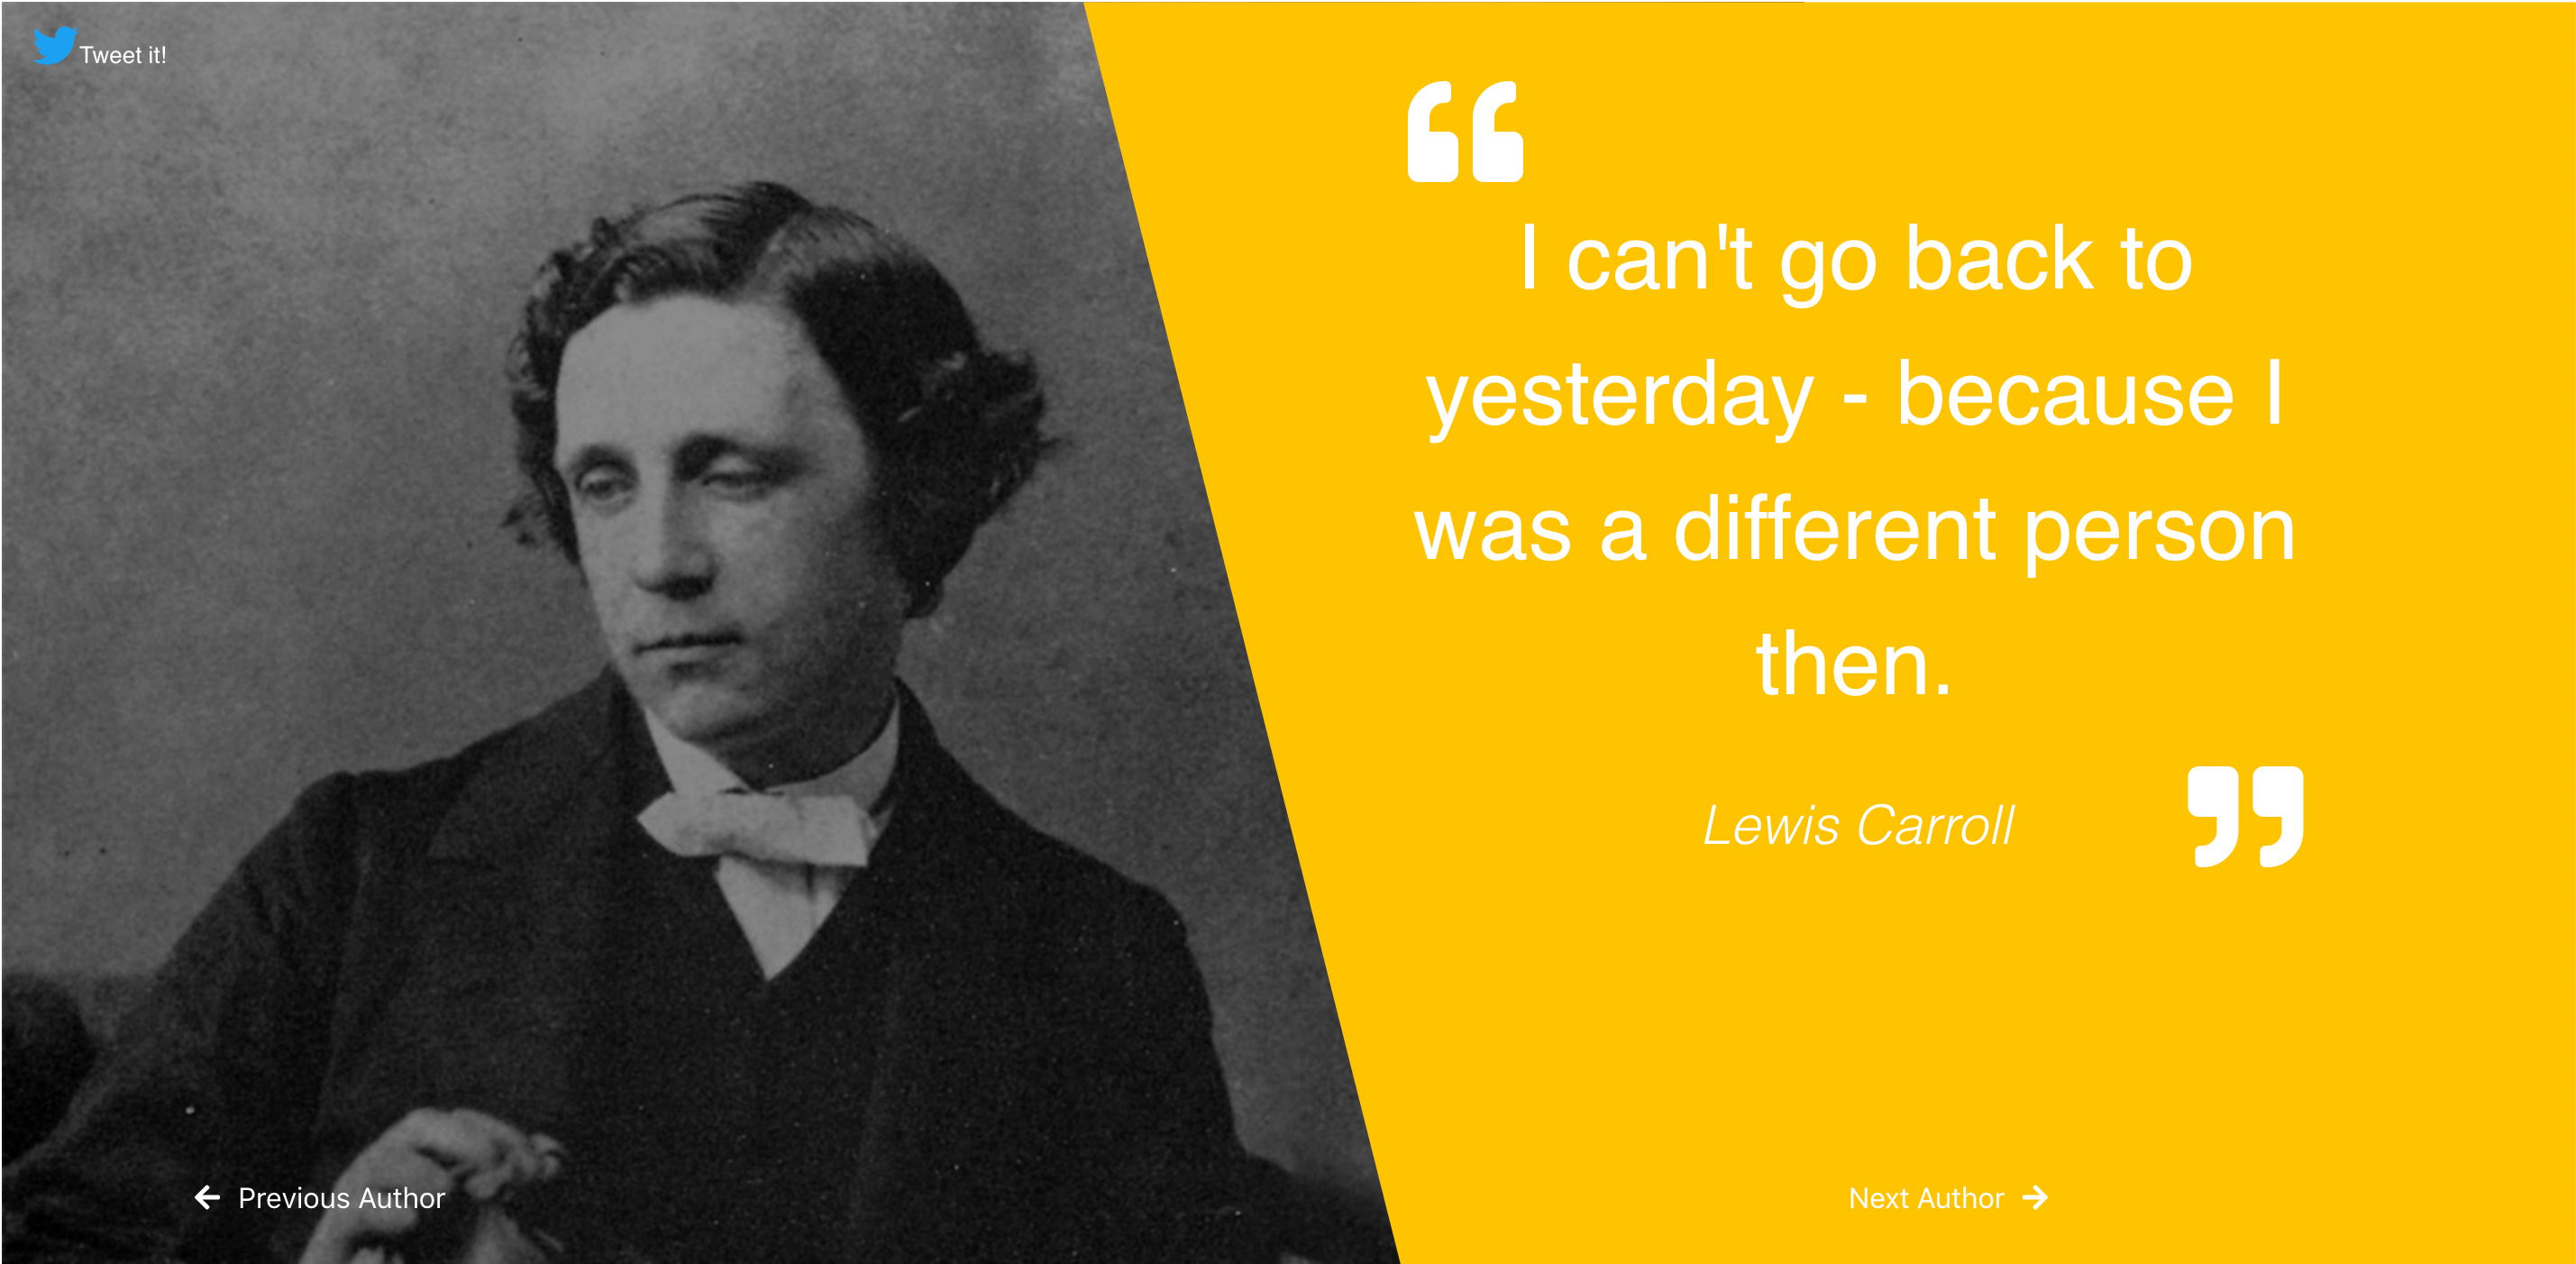 Tweet it!
I can't go back to
yesterday - because I
was a different person
then.
Lewis Carroll
Previous Author
Next Author